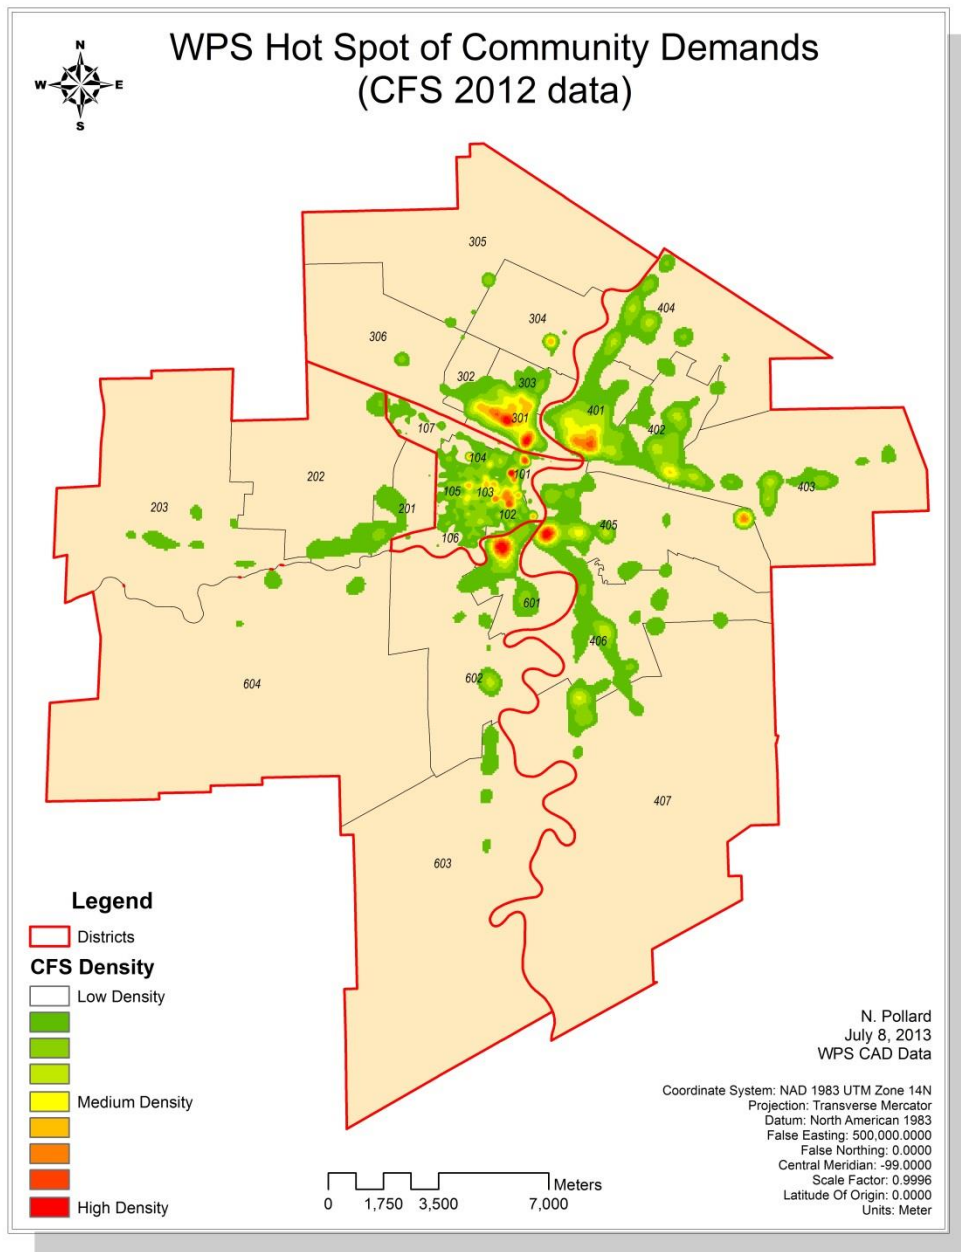 WPS Hot Spot of Community Demands
(CFS 2012 data)
N
W E
S
305
304
404
306
302
303
301
401
402
107
104
101
202
203
201
105
103
102
403
405
106
601
406
604
602
407
603
Legend
Districts
CFS Density
Low Density
Medium Density
High Density
0 1,750 3,500 7,000
Meters
N. Pollard
July 8, 2013
WPS CAD Data
Coordinate System: NAD 1983 UTM Zone 14N
Projection: Transverse Mercator
Datum: North American 1983
False Easting: 500,000.0000
False Northing: 0.0000
Central Meridian: -99.0000
Scale Factor: 0.9996
Latitude Of Origin: 0.0000
Units: Meter